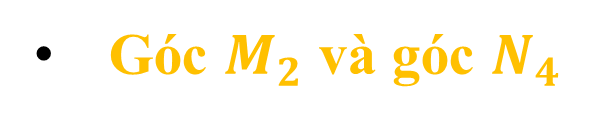 • Góc M₂ và góc N₄